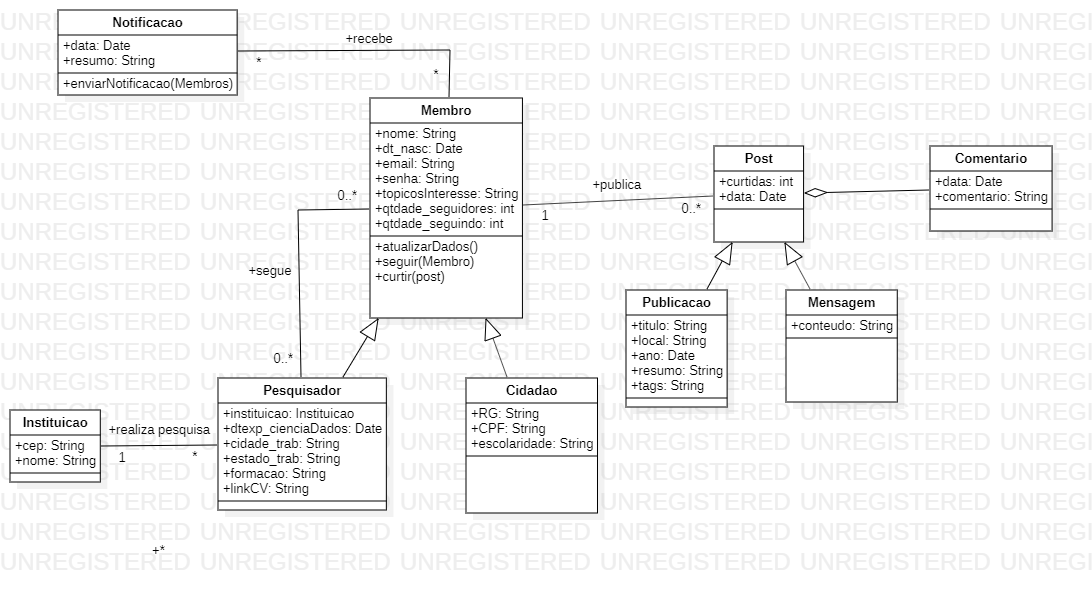 Notificacao
+data: Date
+resumo: String
+enviarNotificacao(Membros)
+recebe
*
*
Membro
+nome: String
+dt_nasc: Date
+email: String
+senha: String
+topicosInteresse: String
+qtdade_seguidores: int
+qtdade_seguindo: int
+atualizarDados()
+seguir(Membro)
+curtir(post)
+publica
1
0..*
Post
+curtidas: int
+data: Date
Comentario
+data: Date
+comentario: String
0..*
+segue
0..*
Publicacao
+titulo: String
+local: String
+ano: Date
+resumo: String
+tags: String
Mensagem
+conteudo: String
Pesquisador
+instituicao: Instituicao
+dtexp_cienciaDados: Date
+cidade_trab: String
+estado_trab: String
+formacao: String
+linkCV: String
Cidadao
+RG: String
+CPF: String
+escolaridade: String
Instituicao
+cep: String
+nome: String
+realiza pesquisa
1
*
+*
UNREGISTERED